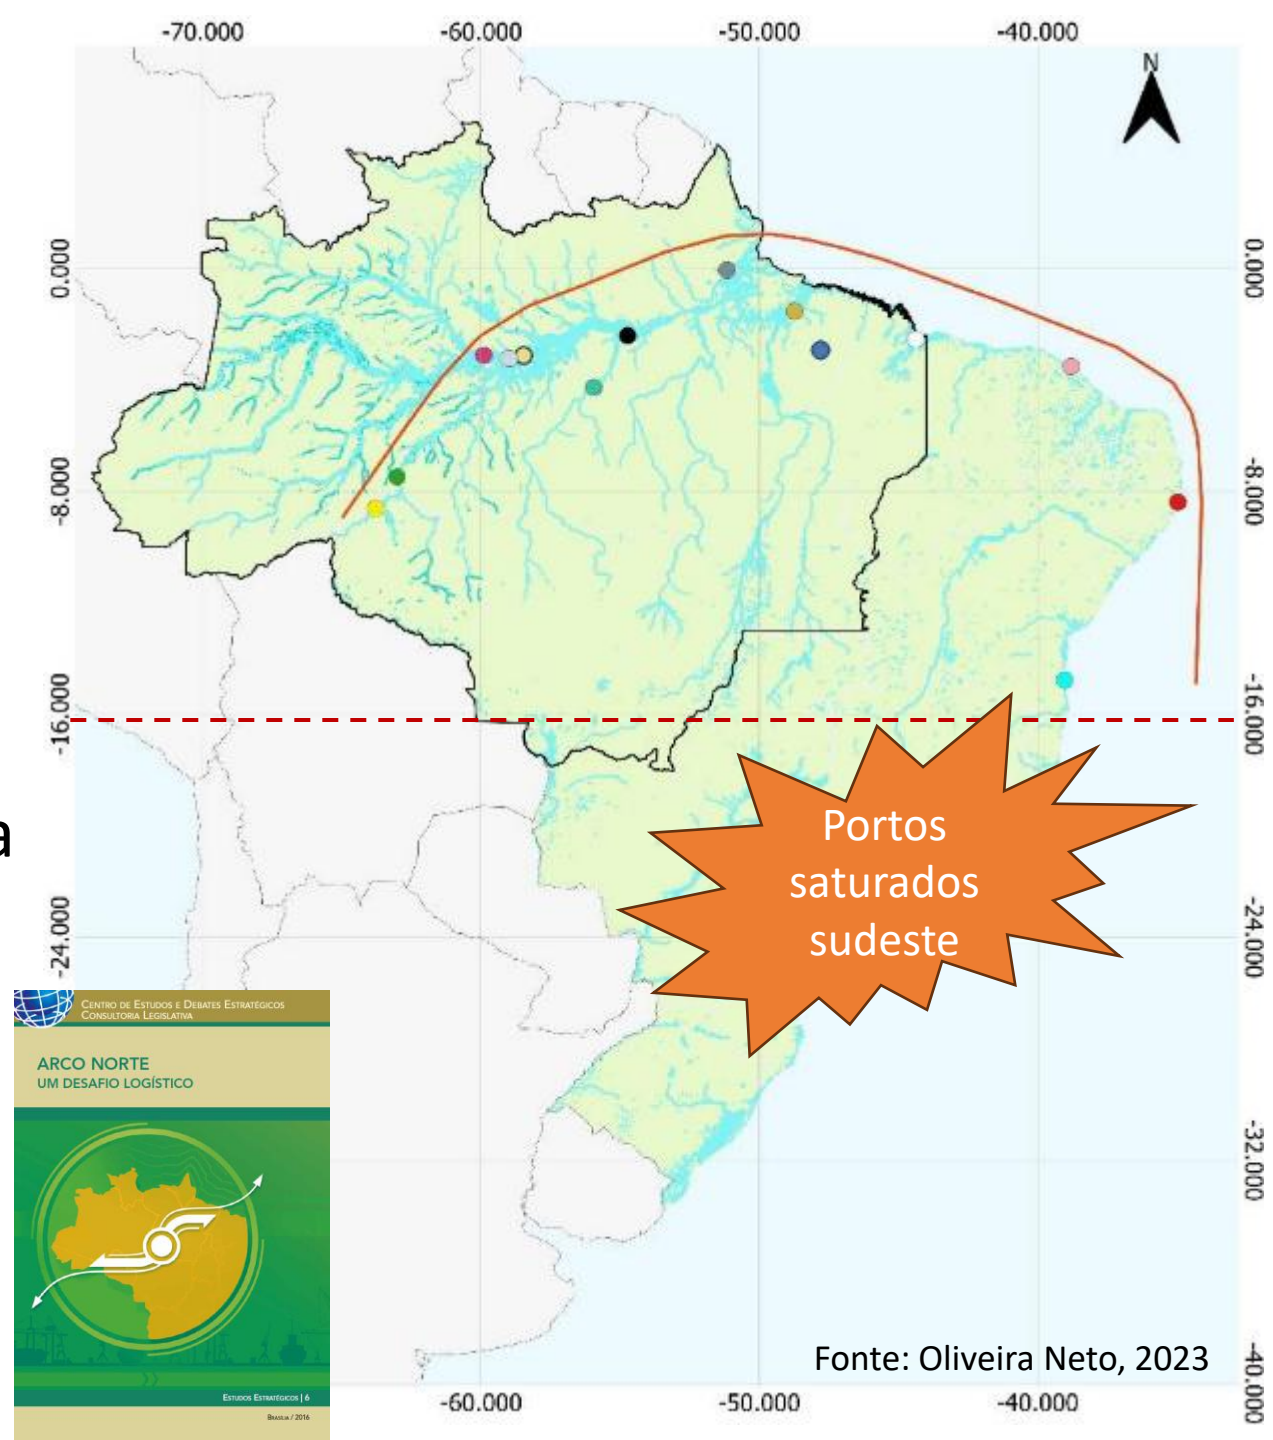 -70.000 -60.000 -50.000 -40.000
N
0.000 0.000
-8.000 -8.000
-16.000 -16.000
a
Portos
saturados
sudeste
-24.000 -24.000
CENTRO DE ESTUDOS E DEBATES ESTRATÉGICOS
CONSULTORIA LEGISLATIVA
ARCO NORTE
UM DESAFIO LOGÍSTICO
-32.000
ESTUDOS ESTRATÉGICOS | 6
BRASÍLIA / 2016
Fonte: Oliveira Neto, 2023
-40.000
-60.000 -50.000 -40.000